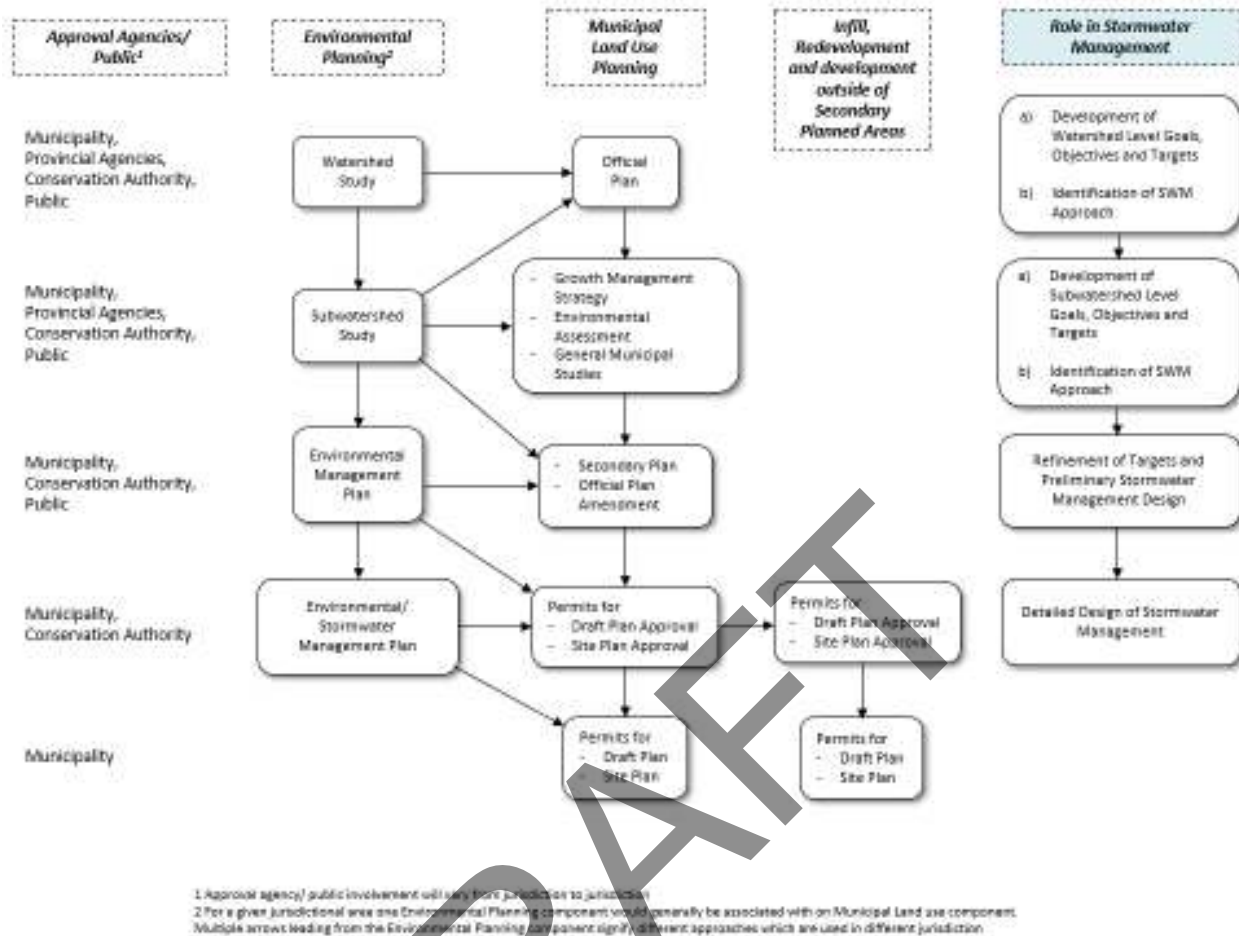 Approval Agencies/
Public¹
Environmental
Planning²
Municipal
Land Use
Planning
Infill,
Redevelopment
and development
outside of
Secondary
Planned Areas
Role in Stormwater
Management
Municipality,
Provincial Agencies,
Conservation Authority,
Public
Watershed
Study
Official
Plan
a) Development of
Watershed Level Goals,
Objectives and Targets
b) Identification of SWM
Approach
Municipality,
Provincial Agencies,
Conservation Authority,
Public
Subwatershed
Study
- Growth Management
Strategy
- Environmental
Assessment
- General Municipal
Studies
a) Development of
Subwatershed Level
Goals, Objectives and
Targets
b) Identification of SWM
Approach
Municipality,
Conservation Authority,
Public
Environmental
Management
Plan
- Secondary Plan
- Official Plan
Amendment
Refinement of Targets and
Preliminary Stormwater
Management Design
Municipality,
Conservation Authority
Environmental/
Stormwater
Management Plan
Permits for
- Draft Plan Approval
- Site Plan Approval
Permits for
- Draft Plan Approval
- Site Plan Approval
Detailed Design of Stormwater
Management
Municipality
Permits for
- Draft Plan
- Site Plan
Permits for
- Draft Plan
- Site Plan
1 Approval agency/ public involvement will vary from jurisdiction to jurisdiction
2 For a given jurisdictional area one Environmental Planning component would generally be associated with on Municipal Land use component.
Multiple arrows leading from the Environmental Planning component signify different approaches which are used in different jurisdiction
DRAFT